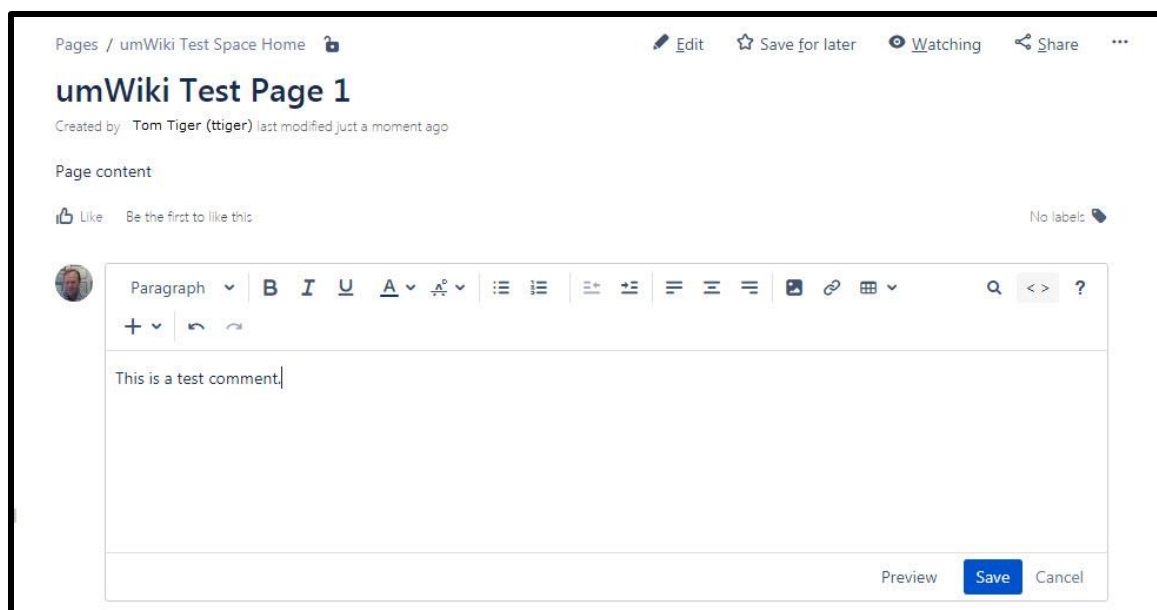 Pages / umWiki Test Space Home Edit Save for later Watching Share ...
umWiki Test Page 1
Created by Tom Tiger (ttiger) last modified just a moment ago
Page content
Like Be the first to like this No labels
Paragraph B I U A A < > ?
This is a test comment.
Preview Save Cancel